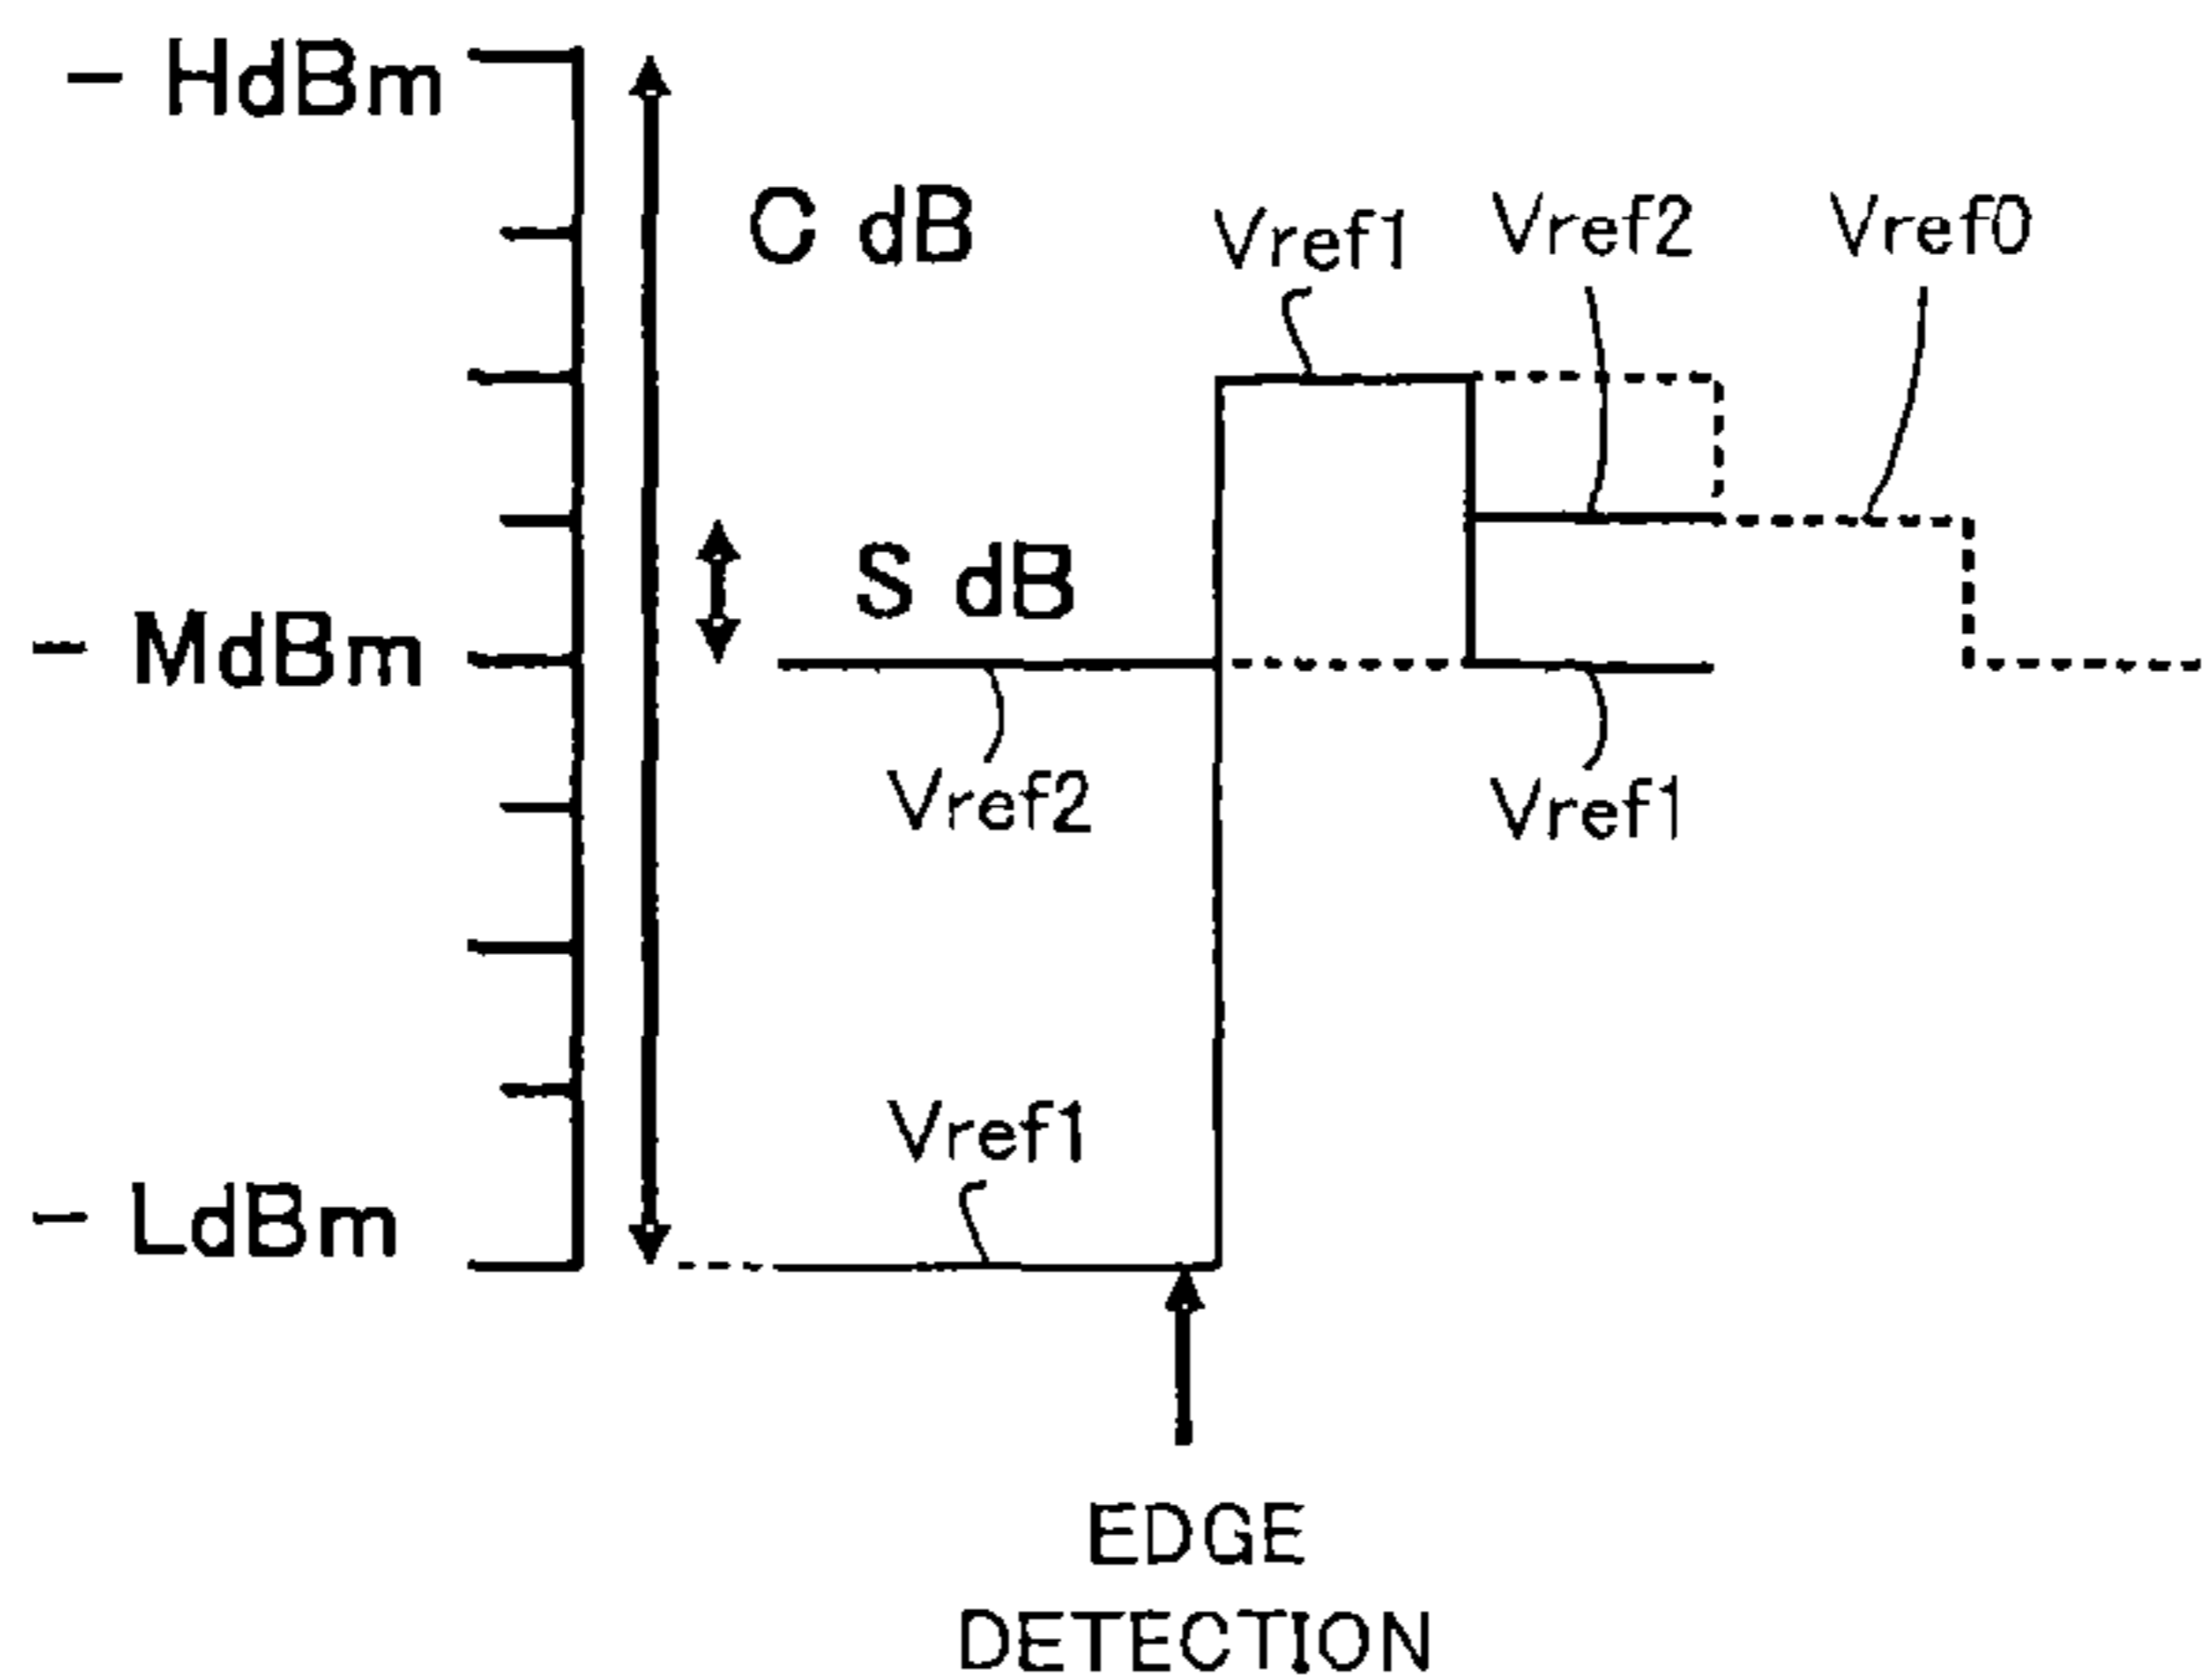 - HdBm
C dB
Vref1
Vref2
Vref0
S dB
- MdBm
Vref2
Vref1
Vref1
- LdBm
EDGE
DETECTION